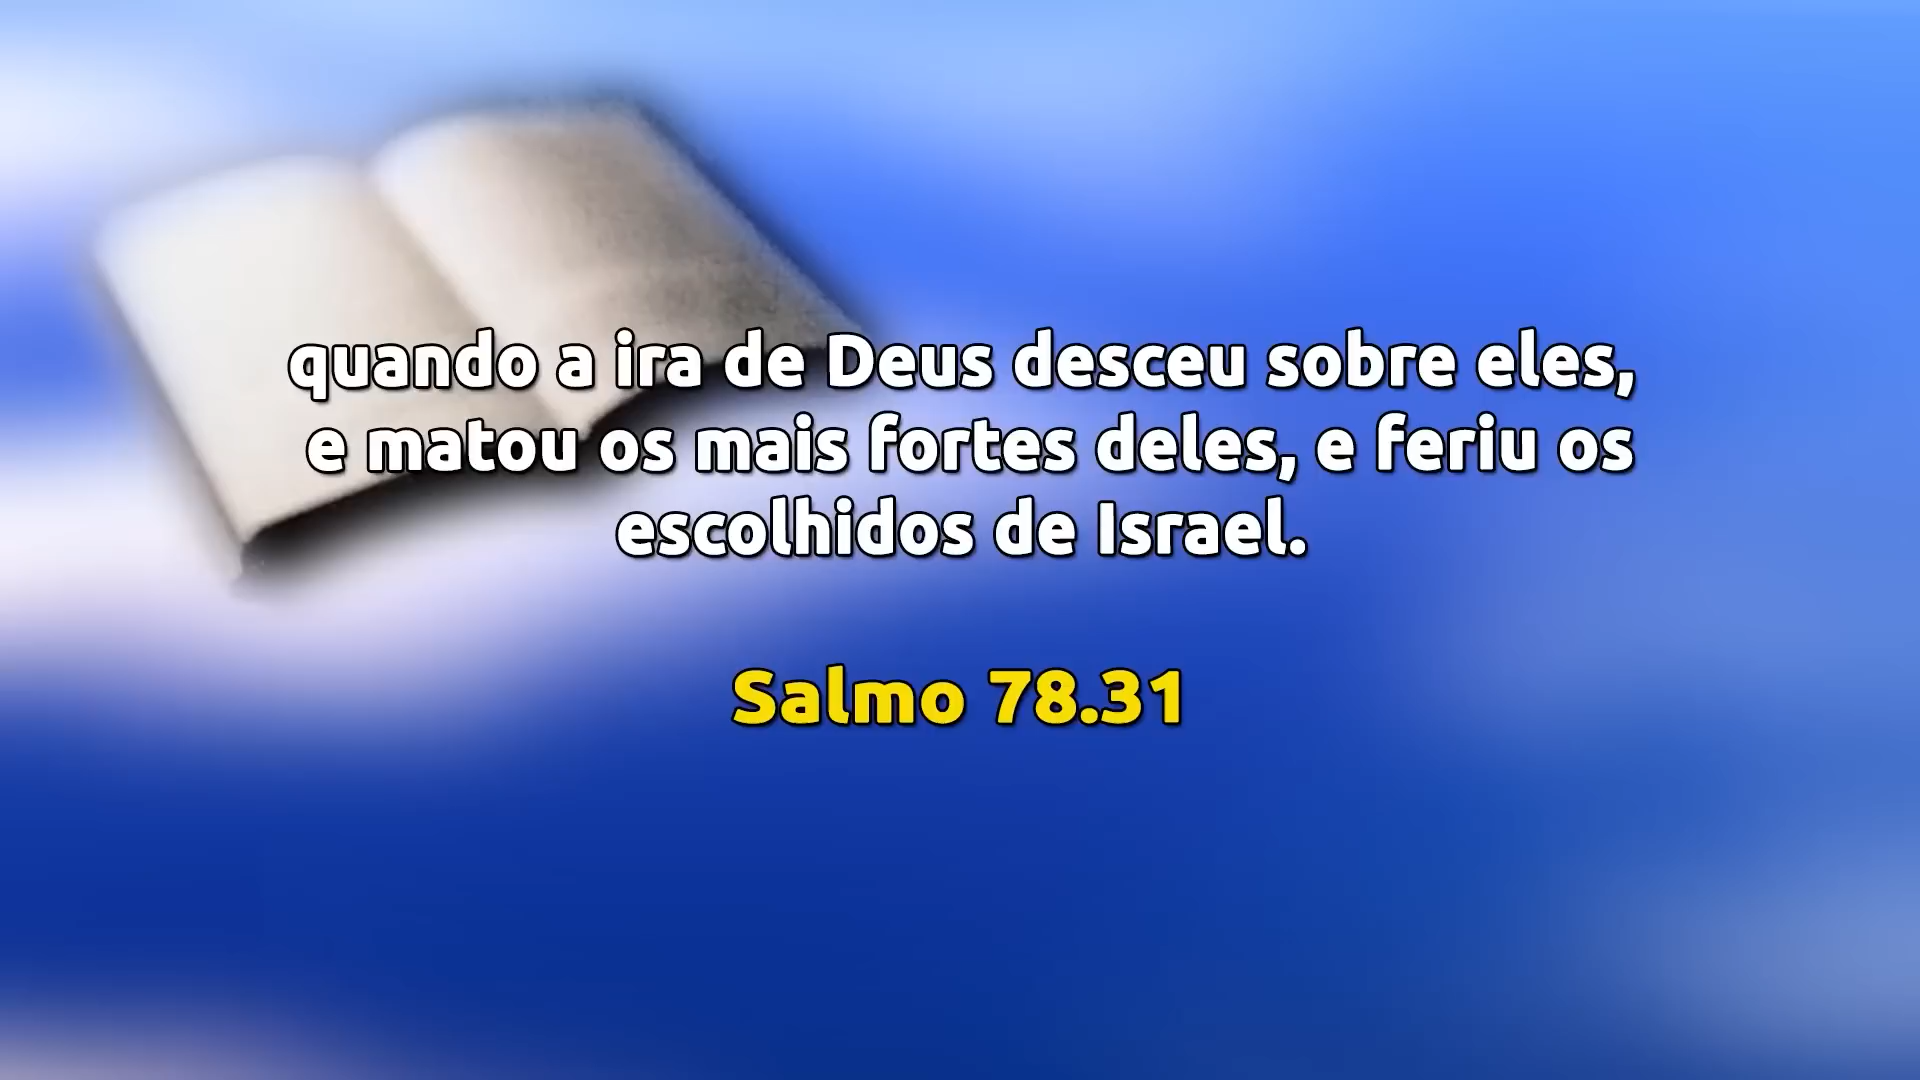 quando a ira de Deus desceu sobre eles,
e matou os mais fortes deles, e feriu os
escolhidos de Israel.
Salmo 78.31